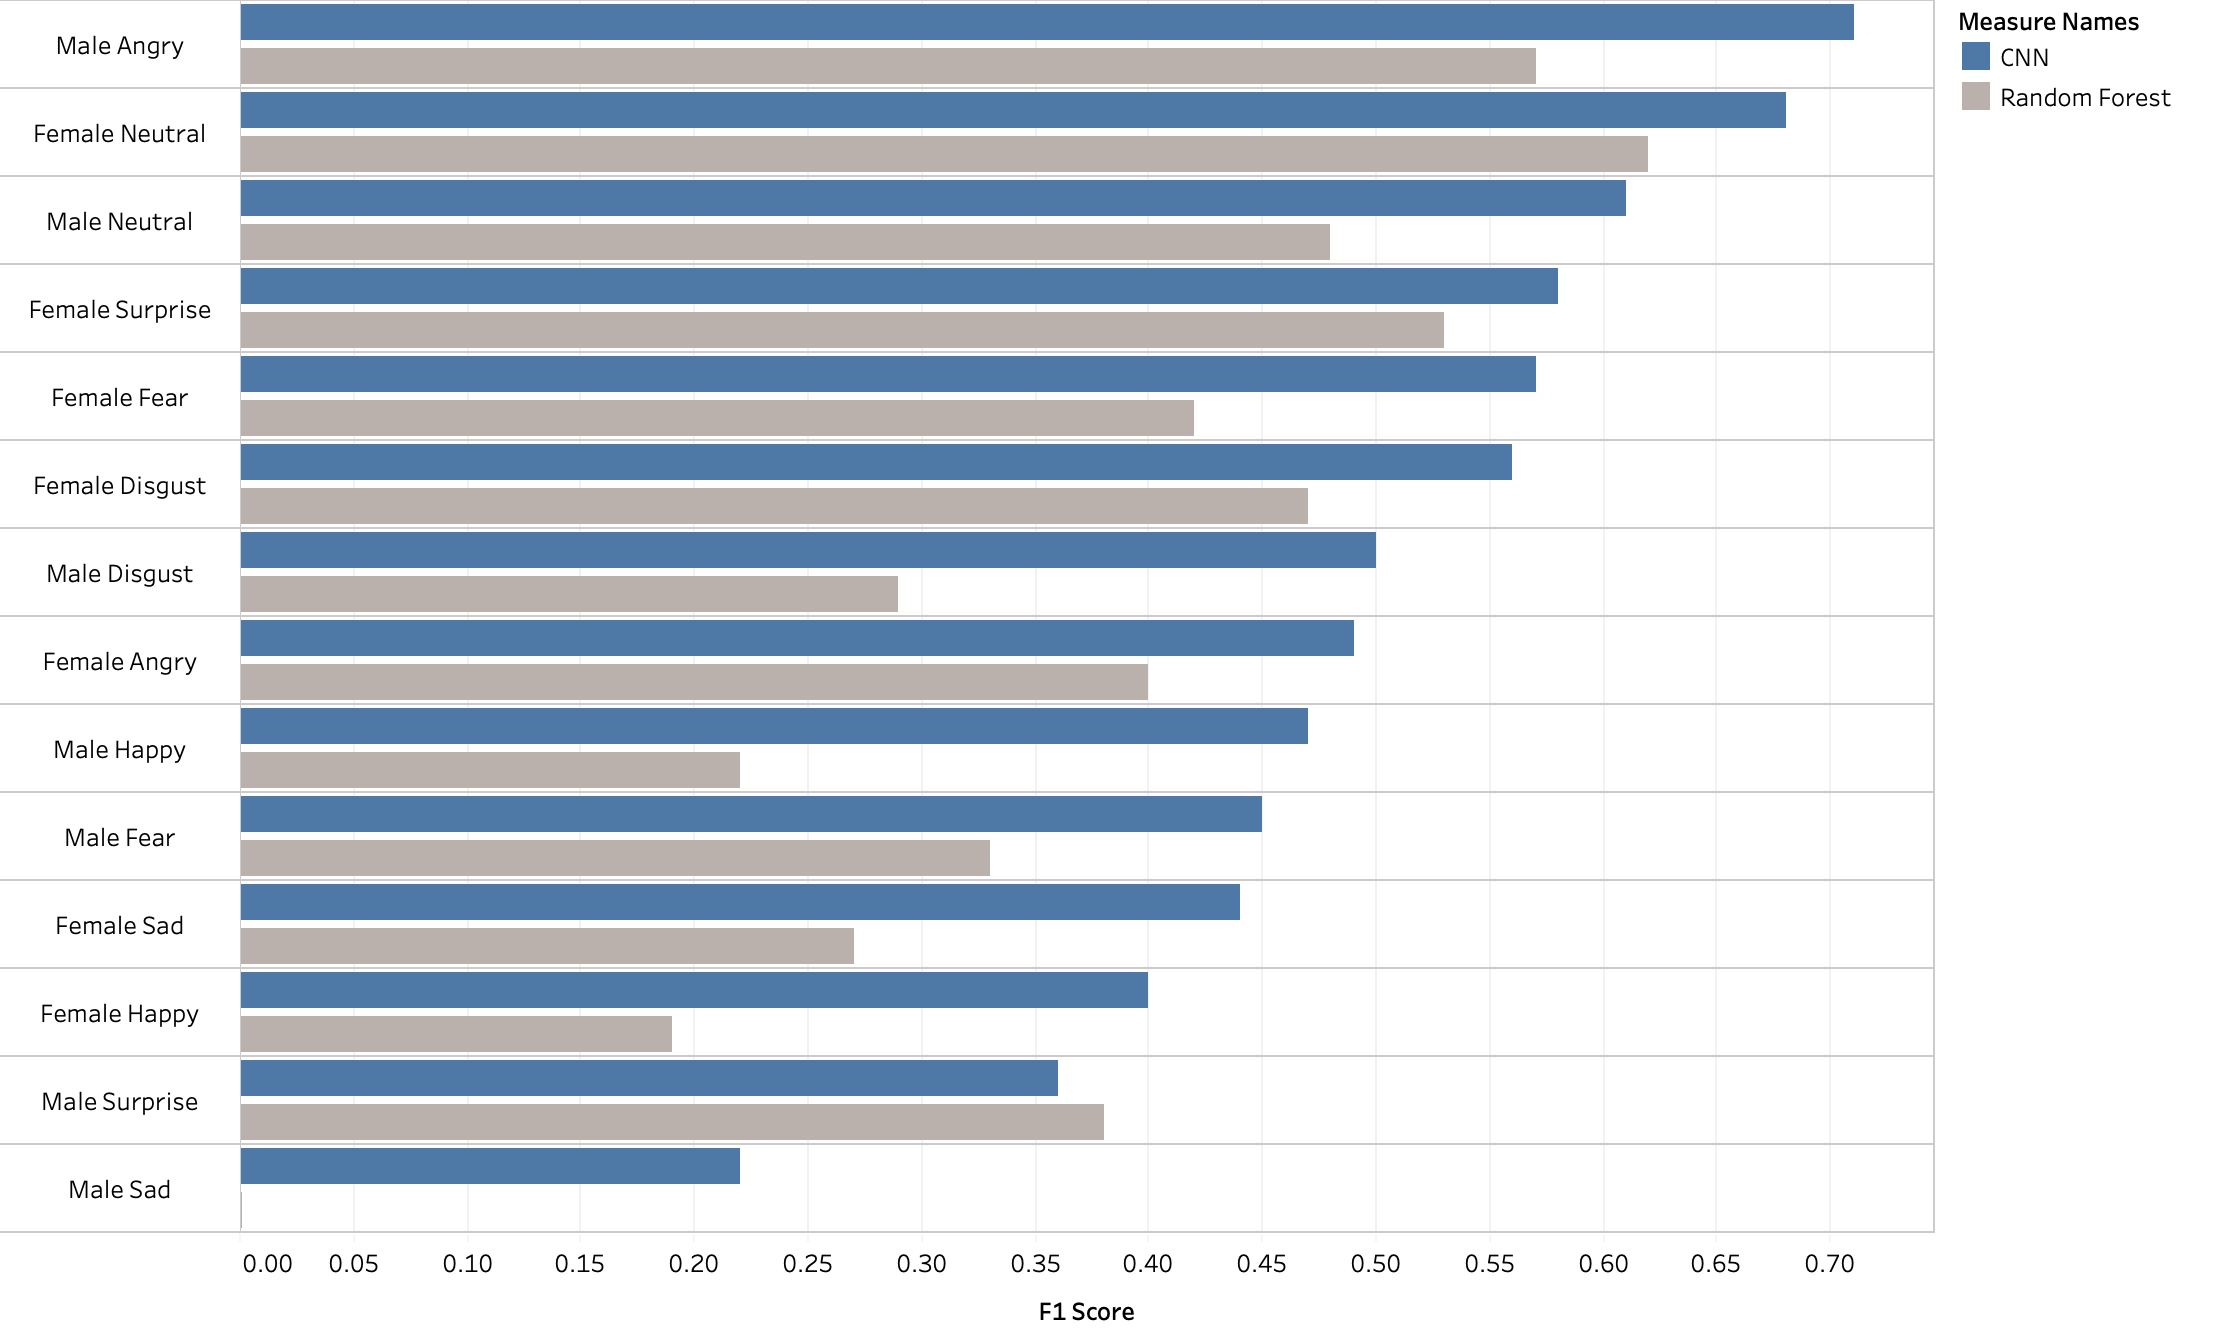 Male Angry
Female Neutral
Male Neutral
Female Surprise
Female Fear
Female Disgust
Male Disgust
Female Angry
Male Happy
Male Fear
Female Sad
Female Happy
Male Surprise
Male Sad
0.00 0.05 0.10 0.15 0.20 0.25 0.30 0.35 0.40 0.45 0.50 0.55 0.60 0.65 0.70
F1 Score
Measure Names
CNN
Random Forest